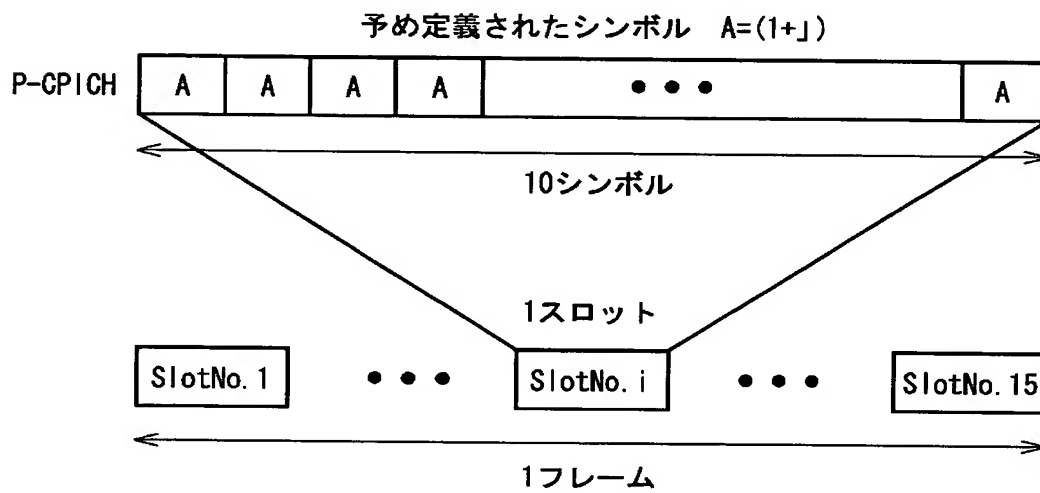 予め定義されたシンボル A=(1+j)
P-CPICH A A A A ••• A
10シンボル
1スロット
SlotNo.1 ••• SlotNo.i ••• SlotNo.15
1フレーム